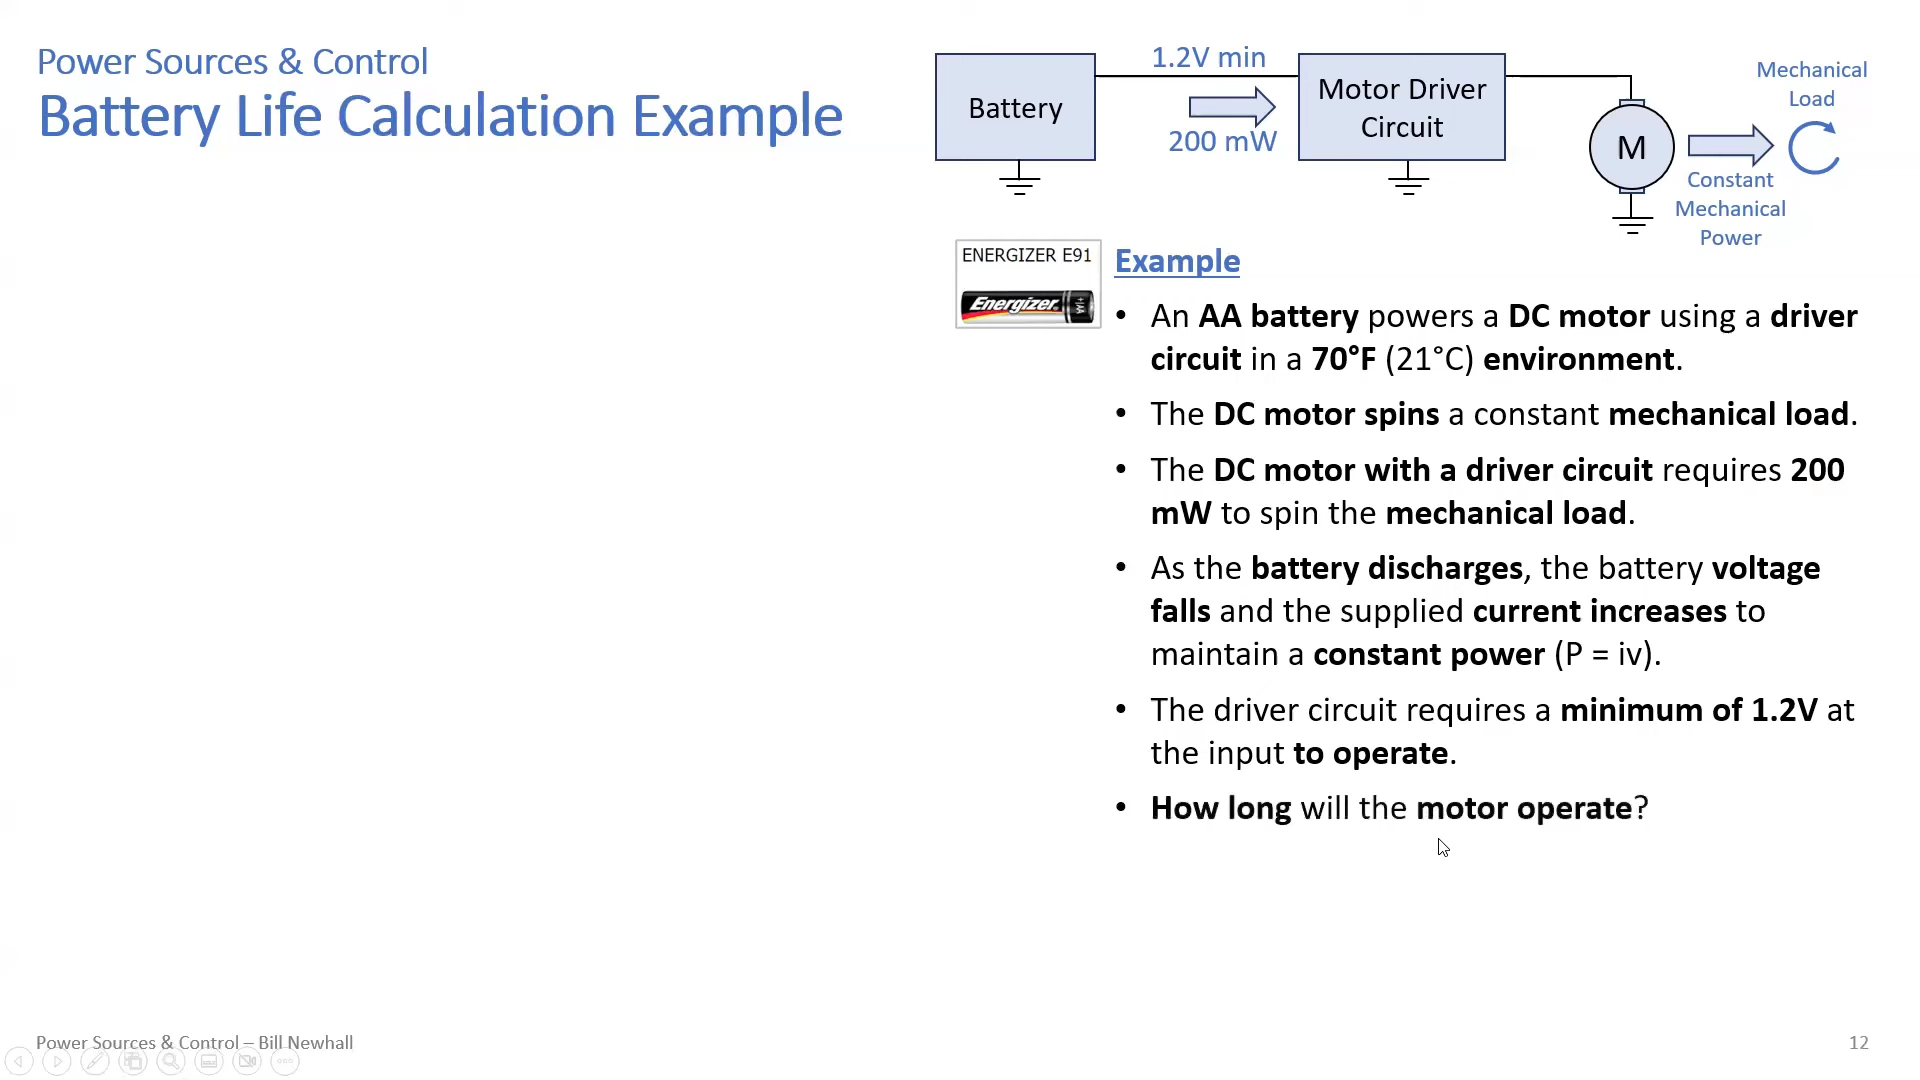 Power Sources & Control
Battery Life Calculation Example
Battery
1.2V min
200 mW
Motor Driver
Circuit
M
Mechanical
Load
Constant
Mechanical
Power
ENERGIZER E91
Energizer
AA
Example
• An AA battery powers a DC motor using a driver
circuit in a 70°F (21°C) environment.
• The DC motor spins a constant mechanical load.
• The DC motor with a driver circuit requires 200
mW to spin the mechanical load.
• As the battery discharges, the battery voltage
falls and the supplied current increases to
maintain a constant power (P = iv).
• The driver circuit requires a minimum of 1.2V at
the input to operate.
• How long will the motor operate?
Power Sources & Control – Bill Newhall
12